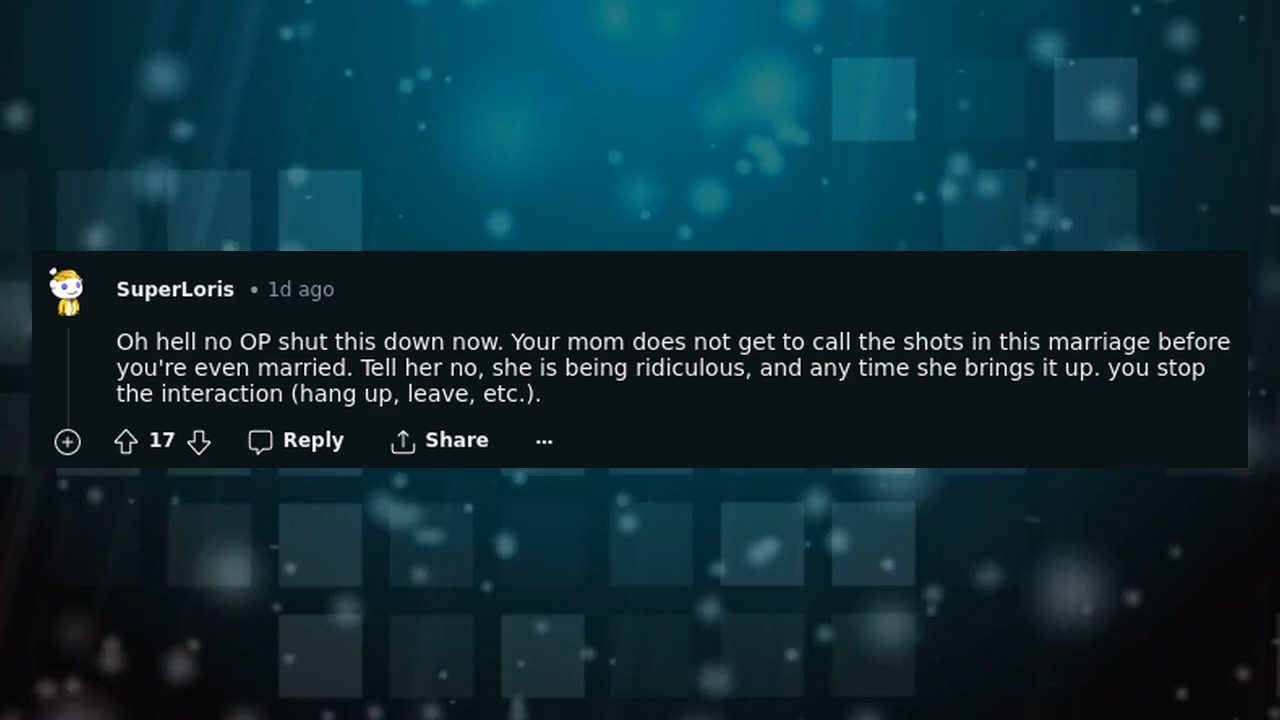 SuperLoris • 1d ago
Oh hell no OP shut this down now. Your mom does not get to call the shots in this marriage before
you're even married. Tell her no, she is being ridiculous, and any time she brings it up. you stop
the interaction (hang up, leave, etc.).
17 Reply Share ···